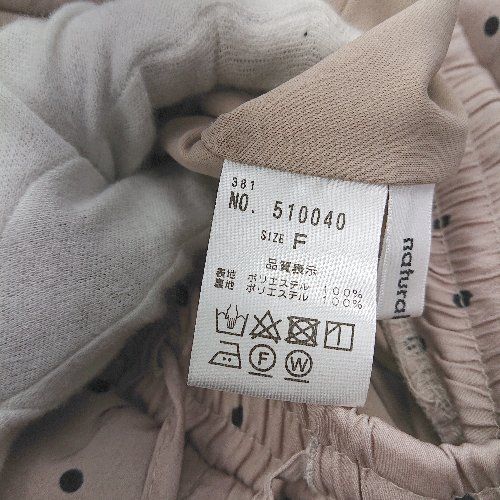 381
NO. 510040
SIZE F
品質表示
表地 ポリエステル 100%
裏地 ポリエステル 100%
F W
natural